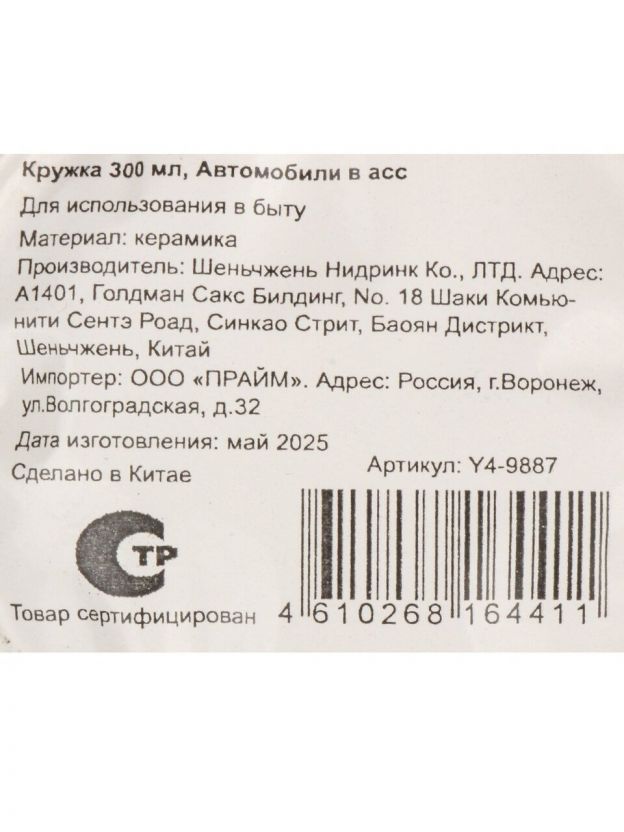 Кружка 300 мл, Автомобили в асс
Для использования в быту
Материал: керамика
Производитель: Шеньчжень Нидринк Ко., ЛТД. Адрес:
А1401, Голдман Сакс Билдинг, No. 18 Шаки Комью-
нити Сентэ Роад, Синкао Стрит, Баоян Дистрикт,
Шеньчжень, Китай
Импортер: ООО «ПРАЙМ». Адрес: Россия, г.Воронеж,
ул.Волгоградская, д.32
Дата изготовления: май 2025
Сделано в Китае
Артикул: Y4-9887
СТР
Товар сертифицирован
4 610268 164411